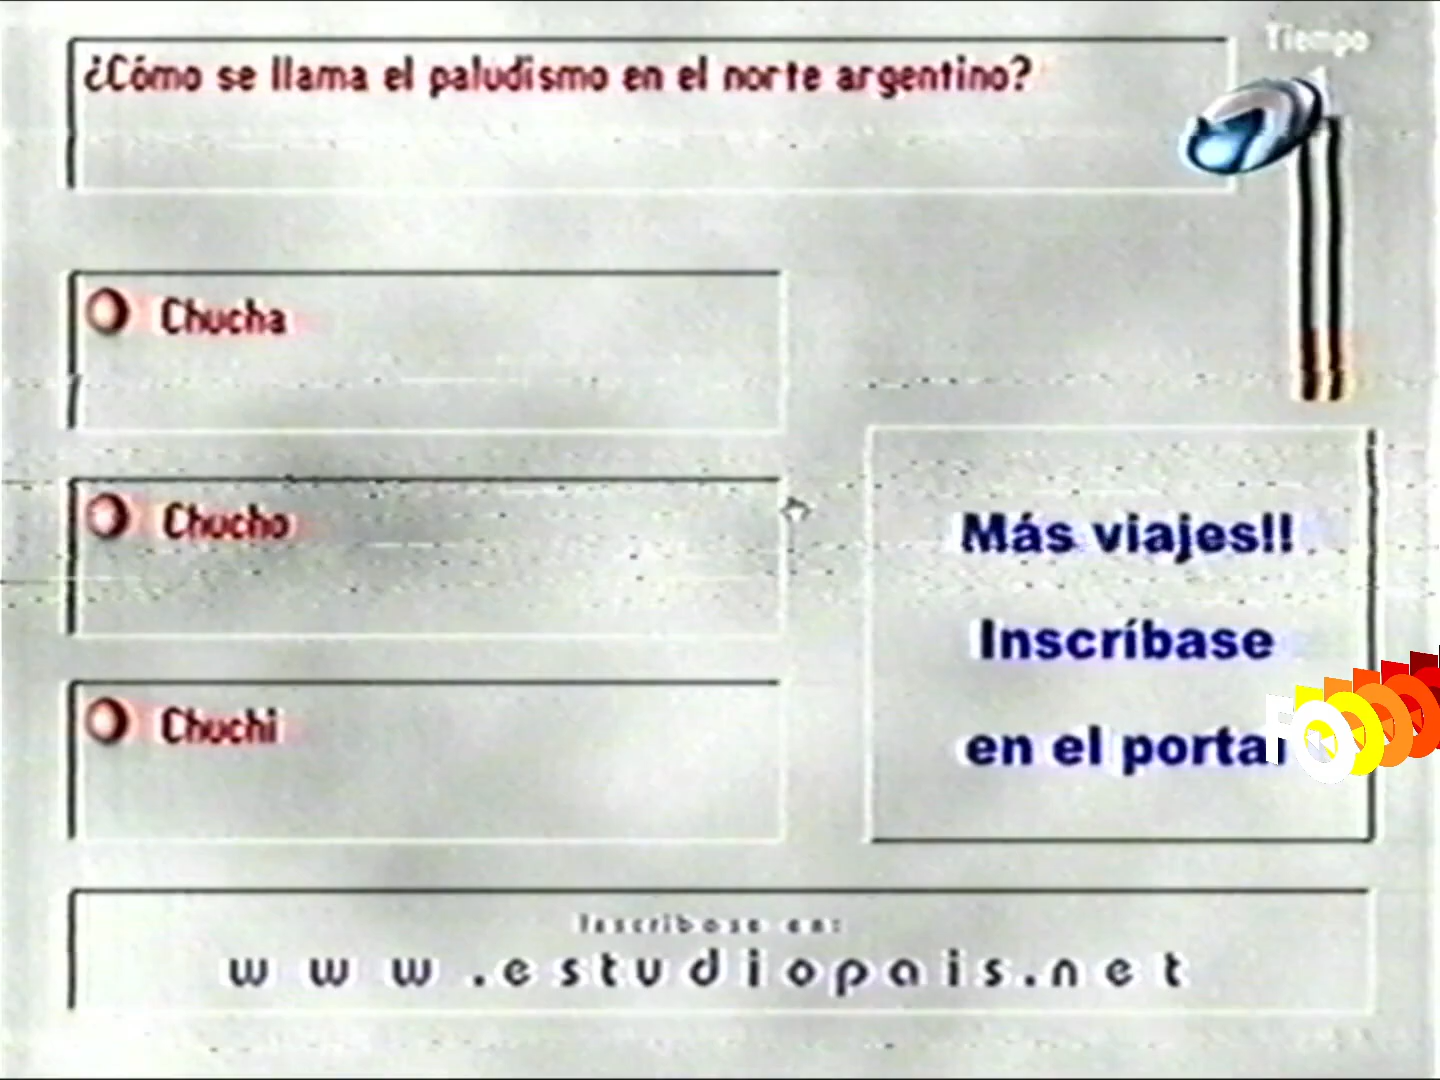 Tiempo
¿Cómo se llama el paludismo en el norte argentino?
Chucha
Chucho
Chuchi
Más viajes!!
Inscríbase
en el portal
Inscríbase en:
www.estudiopais.net